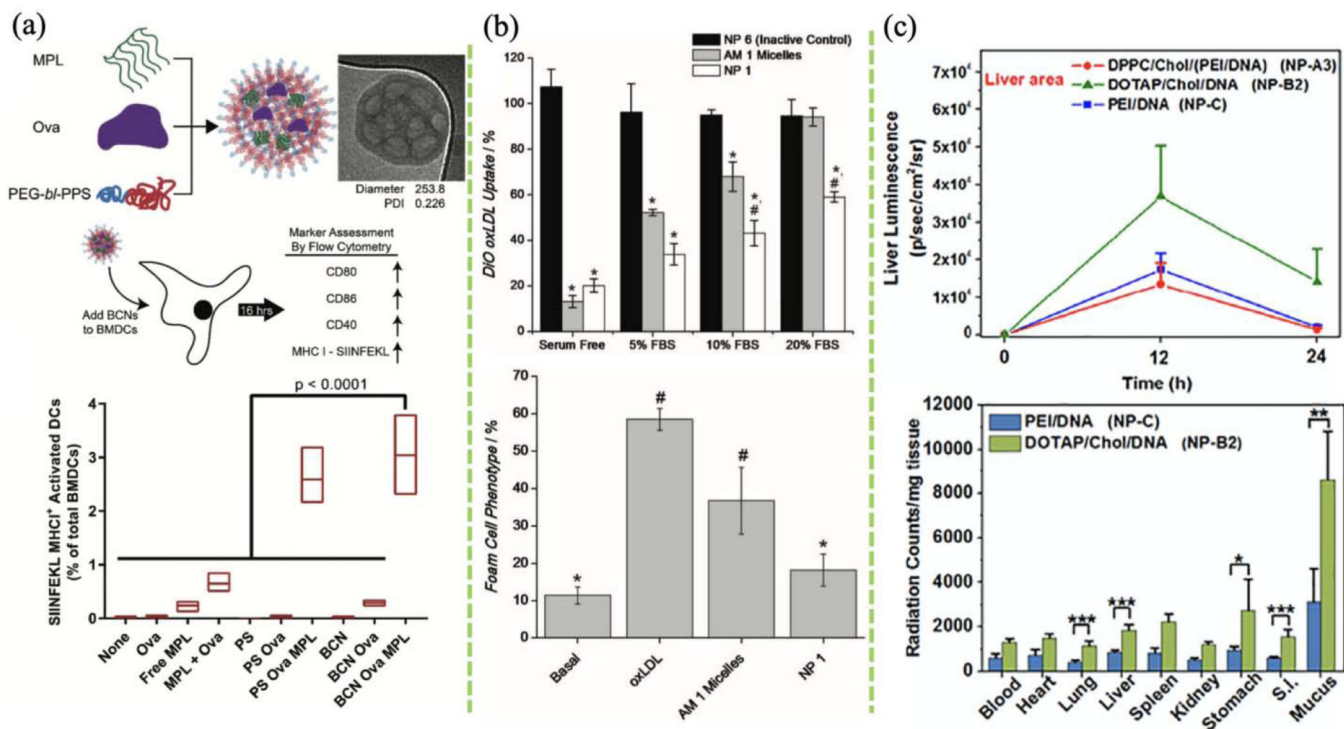 (a)
MPL
Ova
PEG-bl-PPS
Diameter 253.8
PDI 0.226
Add BCNs
to BMDCs
16 hrs
Marker Assessment
By Flow Cytometry
CD80
CD86
CD40
MHC I - SIINFEKL
p < 0.0001
SIINFEKL MHCI+ Activated DCs
(% of total BMDCs)
4
3
2
1
0
None
Ova
Free MPL
MPL + Ova
PS
PS Ova
PS Ova MPL
BCN
BCN Ova
BCN Ova MPL
(b)
NP 6 (Inactive Control)
AM 1 Micelles
NP 1
DiO oxLDL Uptake / %
120
100
80
60
40
20
0
*
*
*
*
*
*,
#
*,
#
Serum Free
5% FBS
10% FBS
20% FBS
Foam Cell Phenotype / %
70
60
50
40
30
20
10
0
*
#
#
*
Basal
oxLDL
AM 1 Micelles
NP 1
(c)
DPPC/Chol/(PEI/DNA) (NP-A3)
DOTAP/Chol/DNA (NP-B2)
PEI/DNA (NP-C)
Liver area
Liver Luminescence
(p/sec/cm²/sr)
0
12
24
Time (h)
Radiation Counts/mg tissue
12000
10000
8000
6000
4000
2000
0
PEI/DNA (NP-C)
DOTAP/Chol/DNA (NP-B2)
***
***
*
***
**
Blood
Heart
Lung
Liver
Spleen
Kidney
Stomach
S.I.
Mucus